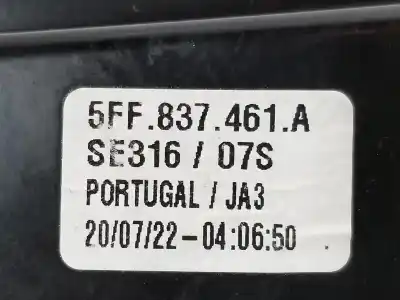 5FF.837.461.A
SE316 / 07S
PORTUGAL / JA3
20/07/22-04:06:50